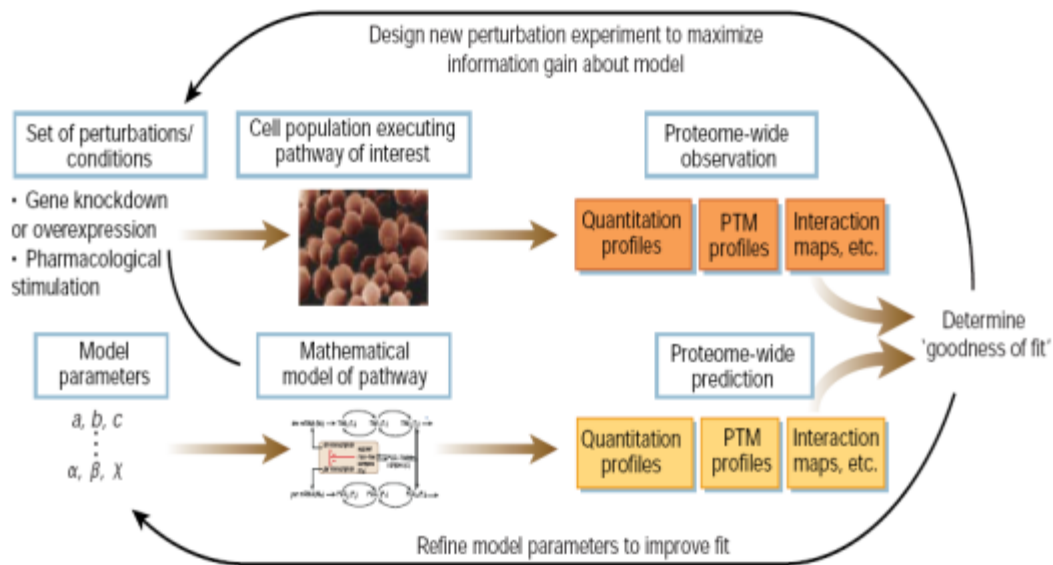 Design new perturbation experiment to maximize
information gain about model
Set of perturbations/
conditions
Cell population executing
pathway of interest
Proteome-wide
observation
• Gene knockdown
or overexpression
• Pharmacological
stimulation
Quantitation
profiles
PTM
profiles
Interaction
maps, etc.
Determine
'goodness of fit'
Model
parameters
Mathematical
model of pathway
Proteome-wide
prediction
a, b, c
α, β, χ
Quantitation
profiles
PTM
profiles
Interaction
maps, etc.
Refine model parameters to improve fit